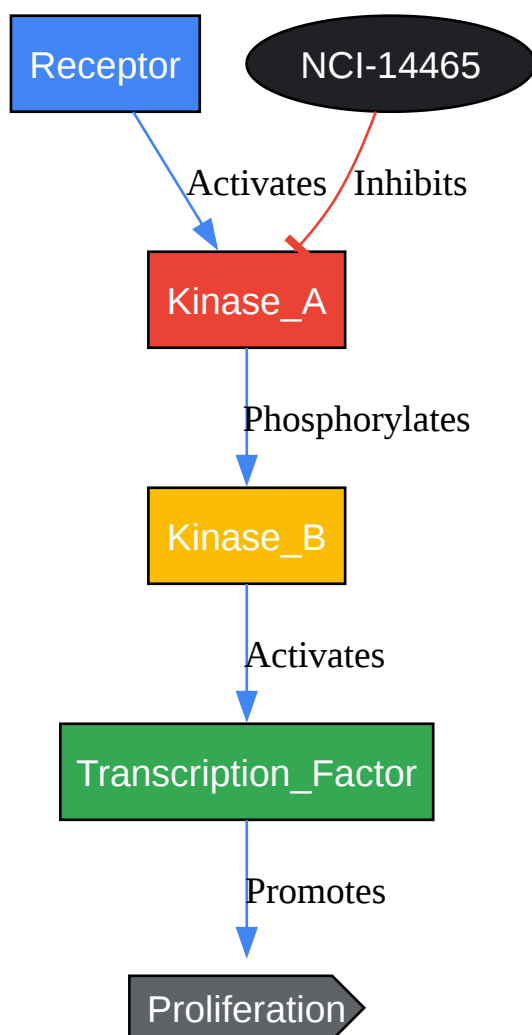 Receptor
NCI-14465
Activates
Inhibits
Kinase_A
Phosphorylates
Kinase_B
Activates
Transcription_Factor
Promotes
Proliferation